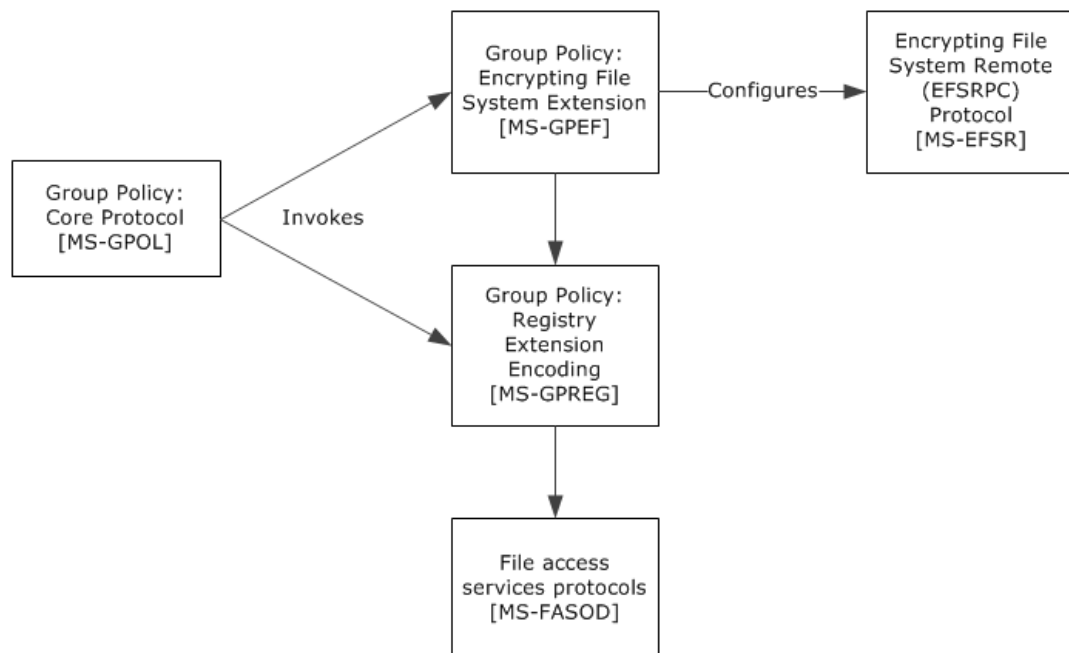 Group Policy:
Encrypting File
System Extension
[MS-GPEF]
Configures
Encrypting File
System Remote
(EFSRPC)
Protocol
[MS-EFSR]
Group Policy:
Core Protocol
[MS-GPOL]
Invokes
Group Policy:
Registry
Extension
Encoding
[MS-GPREG]
File access
services protocols
[MS-FASOD]